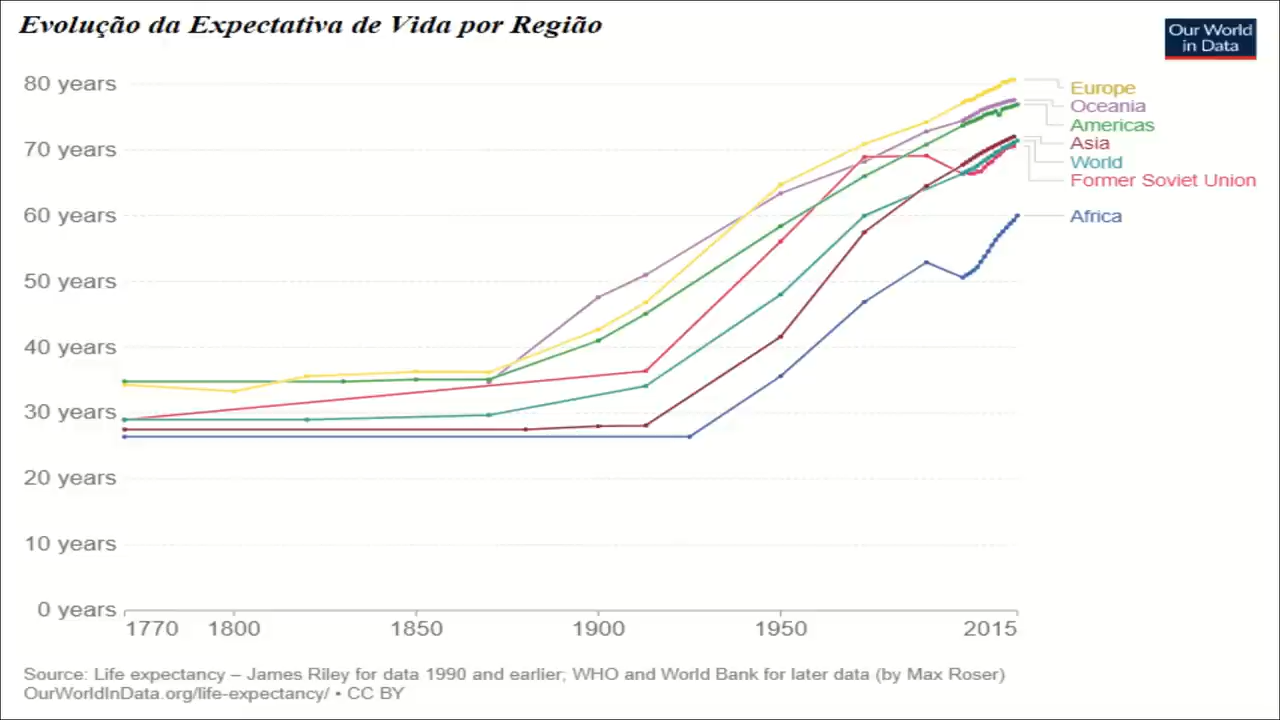 Evolução da Expectativa de Vida por Região
Our World
in Data
80 years
70 years
60 years
50 years
40 years
30 years
20 years
10 years
0 years
1770 1800 1850 1900 1950 2015
Europe
Oceania
Americas
Asia
World
Former Soviet Union
Africa
Source: Life expectancy – James Riley for data 1990 and earlier; WHO and World Bank for later data (by Max Roser)
OurWorldInData.org/life-expectancy/ • CC BY